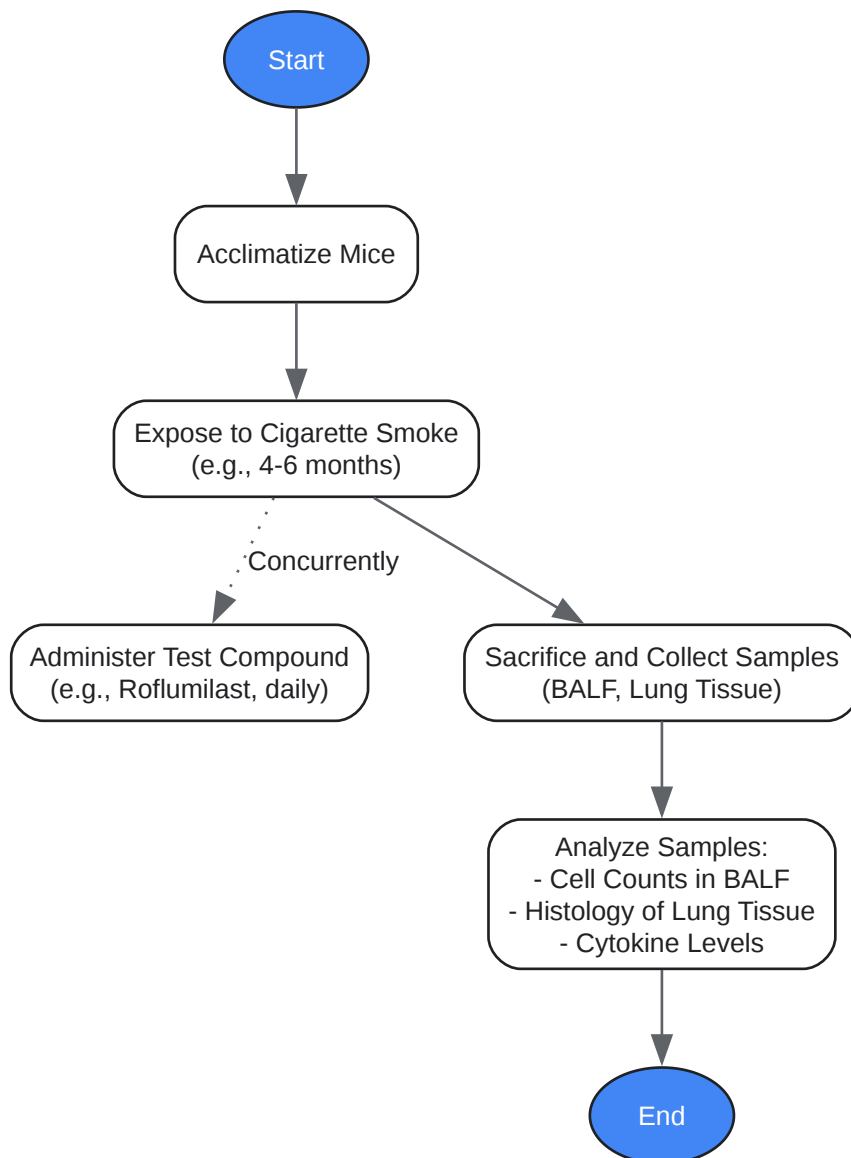 Start
Acclimatize Mice
Expose to Cigarette Smoke
(e.g., 4-6 months)
Concurrently
Administer Test Compound
(e.g., Roflumilast, daily)
Sacrifice and Collect Samples
(BALF, Lung Tissue)
Analyze Samples:
- Cell Counts in BALF
- Histology of Lung Tissue
- Cytokine Levels
End